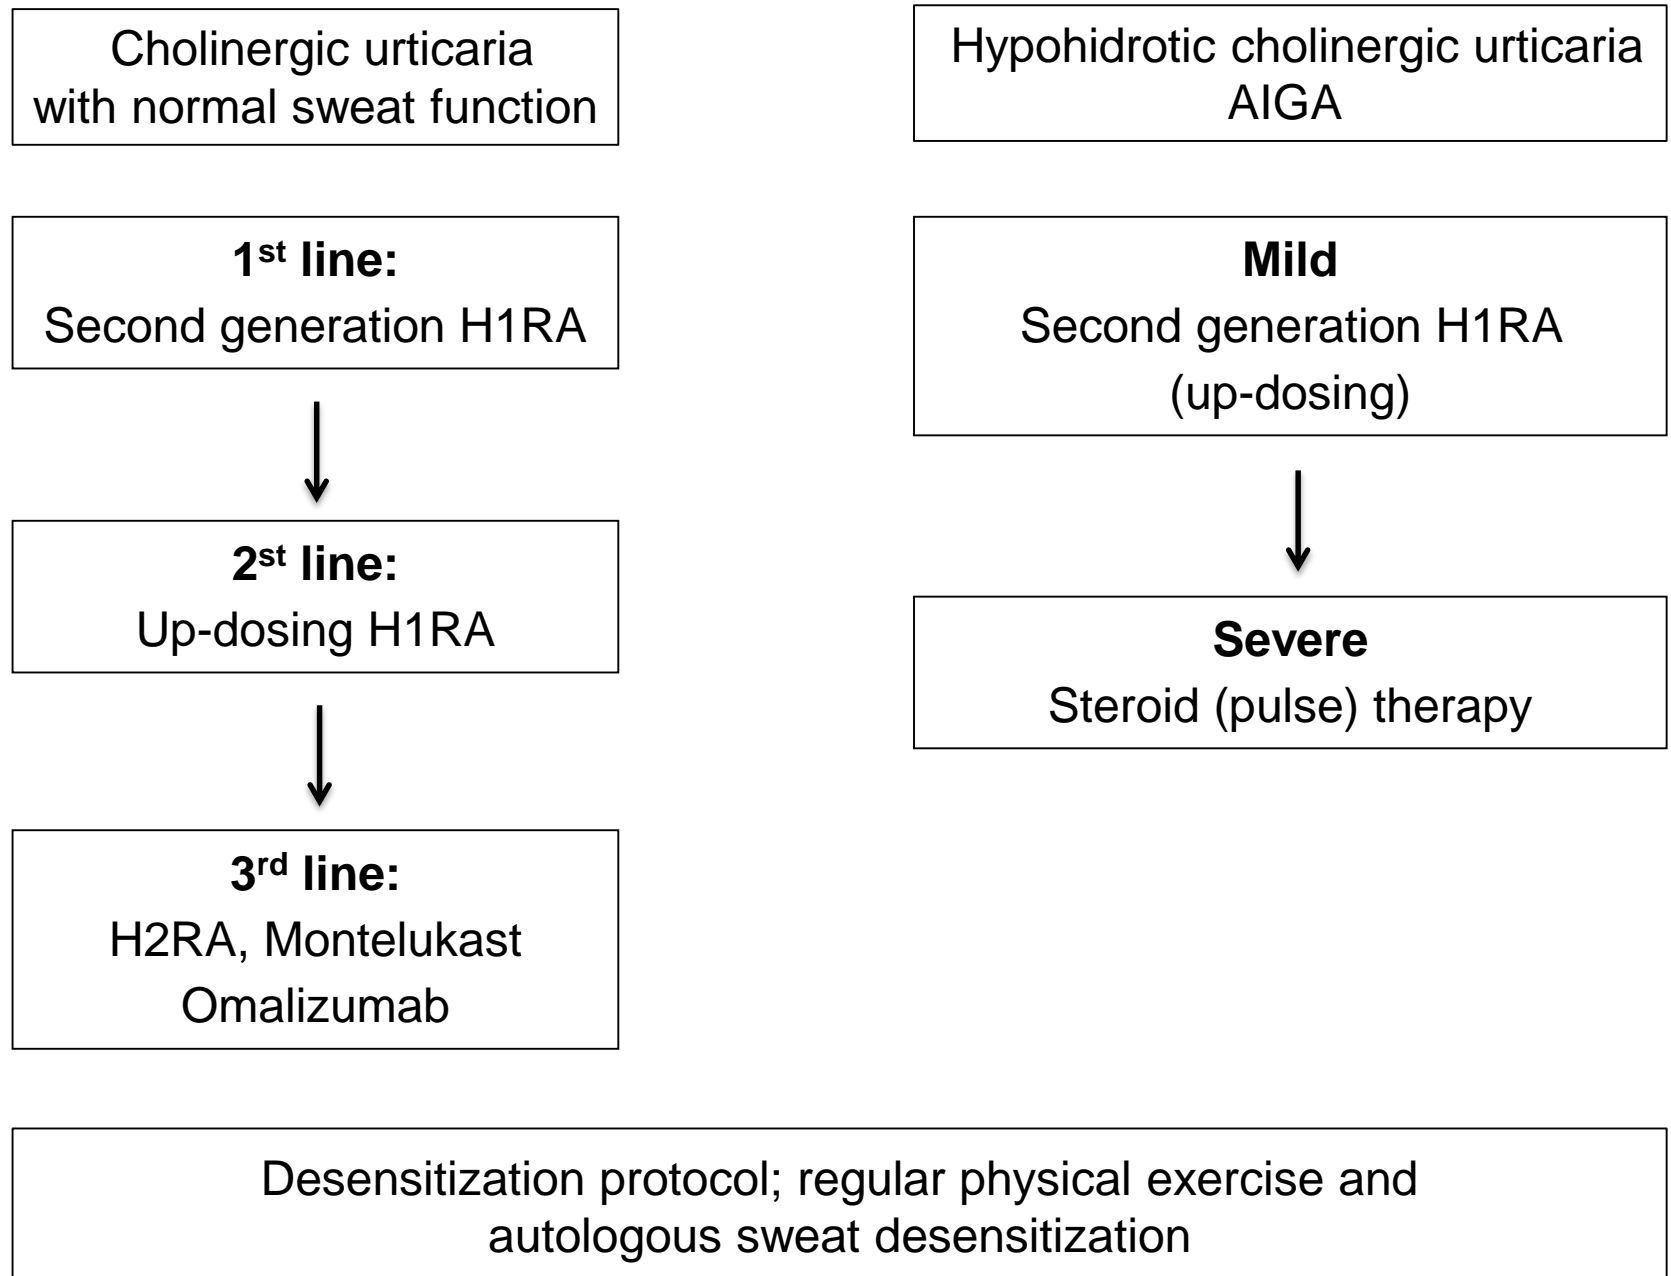 Cholinergic urticaria
with normal sweat function
1st line:
Second generation H1RA
2st line:
Up-dosing H1RA
3rd line:
H2RA, Montelukast
Omalizumab
Hypohidrotic cholinergic urticaria
AIGA
Mild
Second generation H1RA
(up-dosing)
Severe
Steroid (pulse) therapy
Desensitization protocol; regular physical exercise and
autologous sweat desensitization